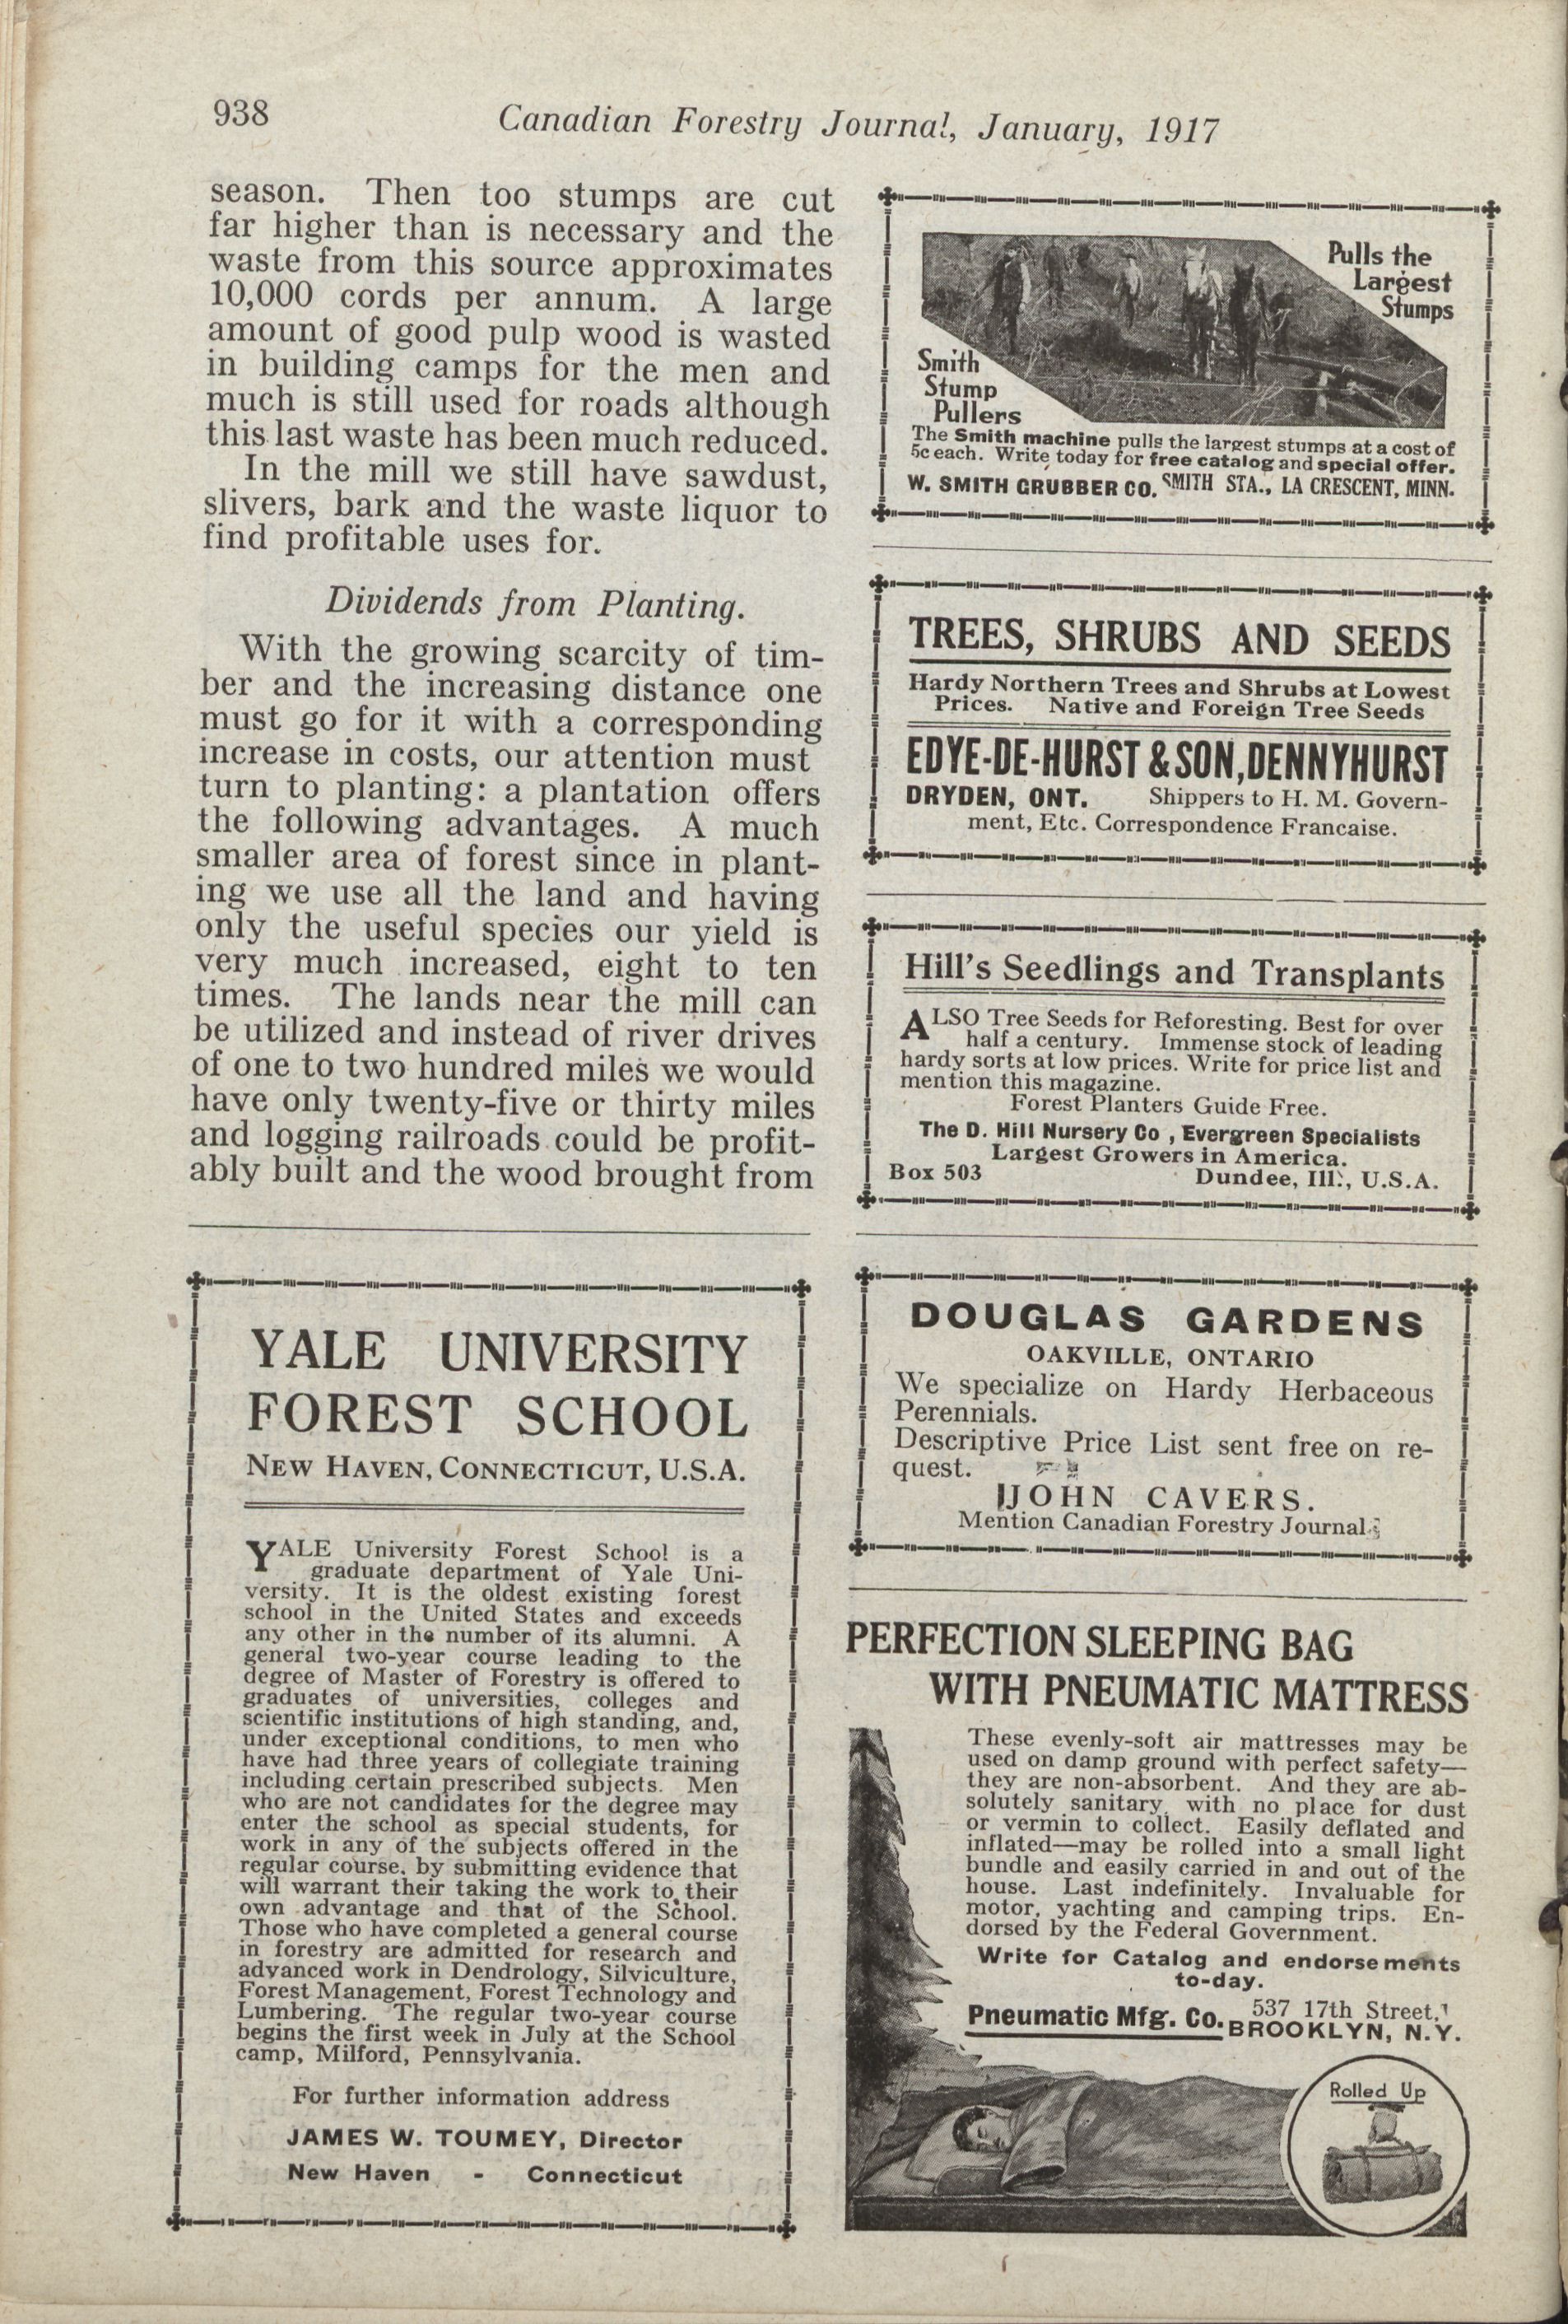 938
Canadian Forestry Journal, January, 1917
season. Then too stumps are cut
far higher than is necessary and the
waste from this source approximates
10,000 cords per annum. A large
amount of good pulp wood is wasted
in building camps for the men and
much is still used for roads although
this last waste has been much reduced.
In the mill we still have sawdust,
slivers, bark and the waste liquor to
find profitable uses for.
Dividends from Planting.
With the growing scarcity of tim-
ber and the increasing distance one
must go for it with a corresponding
increase in costs, our attention must
turn to planting: a plantation offers
the following advantages. A much
smaller area of forest since in plant-
ing we use all the land and having
only the useful species our yield is
very much increased, eight to ten
times. The lands near the mill can
be utilized and instead of river drives
of one to two hundred miles we would
have only twenty-five or thirty miles
and logging railroads could be profit-
ably built and the wood brought from
YALE UNIVERSITY
FOREST SCHOOL
NEW HAVEN, CONNECTICUT, U.S.A.
YALE University Forest School is a
graduate department of Yale Uni-
versity. It is the oldest existing forest
school in the United States and exceeds
any other in the number of its alumni. A
general two-year course leading to the
degree of Master of Forestry is offered to
graduates of universities, colleges and
scientific institutions of high standing, and,
under exceptional conditions, to men who
have had three years of collegiate training
including certain prescribed subjects. Men
who are not candidates for the degree may
enter the school as special students, for
work in any of the subjects offered in the
regular course, by submitting evidence that
will warrant their taking the work to their
own advantage and that of the School.
Those who have completed a general course
in forestry are admitted for research and
advanced work in Dendrology, Silviculture,
Forest Management, Forest Technology and
Lumbering. The regular two-year course
begins the first week in July at the School
camp, Milford, Pennsylvania.
For further information address
JAMES W. TOUMEY, Director
New Haven - Connecticut
Pulls the
Largest
Stumps
Smith
Stump
Pullers
The Smith machine pulls the largest stumps at a cost of
5c each. Write today for free catalog and special offer.
W. SMITH GRUBBER CO. SMITH STA., LA CRESCENT, MINN.
TREES, SHRUBS AND SEEDS
Hardy Northern Trees and Shrubs at Lowest
Prices. Native and Foreign Tree Seeds
EDYE-DE-HURST & SON, DENNYHURST
DRYDEN, ONT. Shippers to H. M. Govern-
ment, Etc. Correspondence Francaise.
Hill's Seedlings and Transplants
ALSO Tree Seeds for Reforesting. Best for over
half a century. Immense stock of leading
hardy sorts at low prices. Write for price list and
mention this magazine.
Forest Planters Guide Free.
The D. Hill Nursery Co , Evergreen Specialists
Largest Growers in America.
Box 503 Dundee, Ill., U.S.A.
DOUGLAS GARDENS
OAKVILLE, ONTARIO
We specialize on Hardy Herbaceous
Perennials.
Descriptive Price List sent free on re-
quest.
JOHN CAVERS.
Mention Canadian Forestry Journal
PERFECTION SLEEPING BAG
WITH PNEUMATIC MATTRESS
These evenly-soft air mattresses may be
used on damp ground with perfect safety—
they are non-absorbent. And they are ab-
solutely sanitary, with no place for dust
or vermin to collect. Easily deflated and
inflated—may be rolled into a small light
bundle and easily carried in and out of the
house. Last indefinitely. Invaluable for
motor, yachting and camping trips. En-
dorsed by the Federal Government.
Write for Catalog and endorsements
to-day.
Pneumatic Mfg. Co. 537 17th Street,
BROOKLYN, N.Y.
Rolled Up